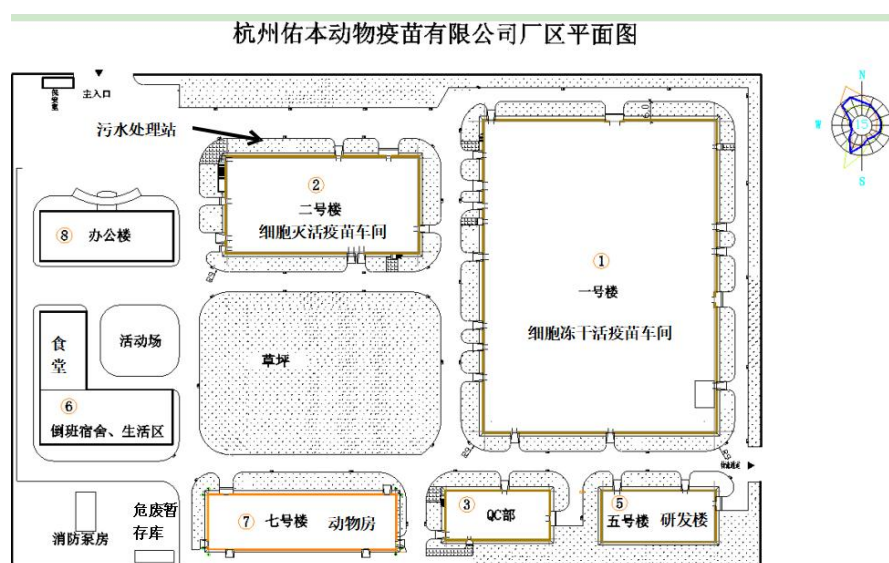 杭州佑本动物疫苗有限公司厂区平面图
主入口
N
W
15
S
污水处理站
6.0
②
二号楼
细胞灭活疫苗车间
⑧ 办公楼
①
一号楼
细胞冻干活疫苗车间
食堂
活动场
草坪
⑥
倒班宿舍、生活区
消防泵房
危废暂存库
⑦ 七号楼 动物房
③ QC部
⑤
五号楼 研发楼